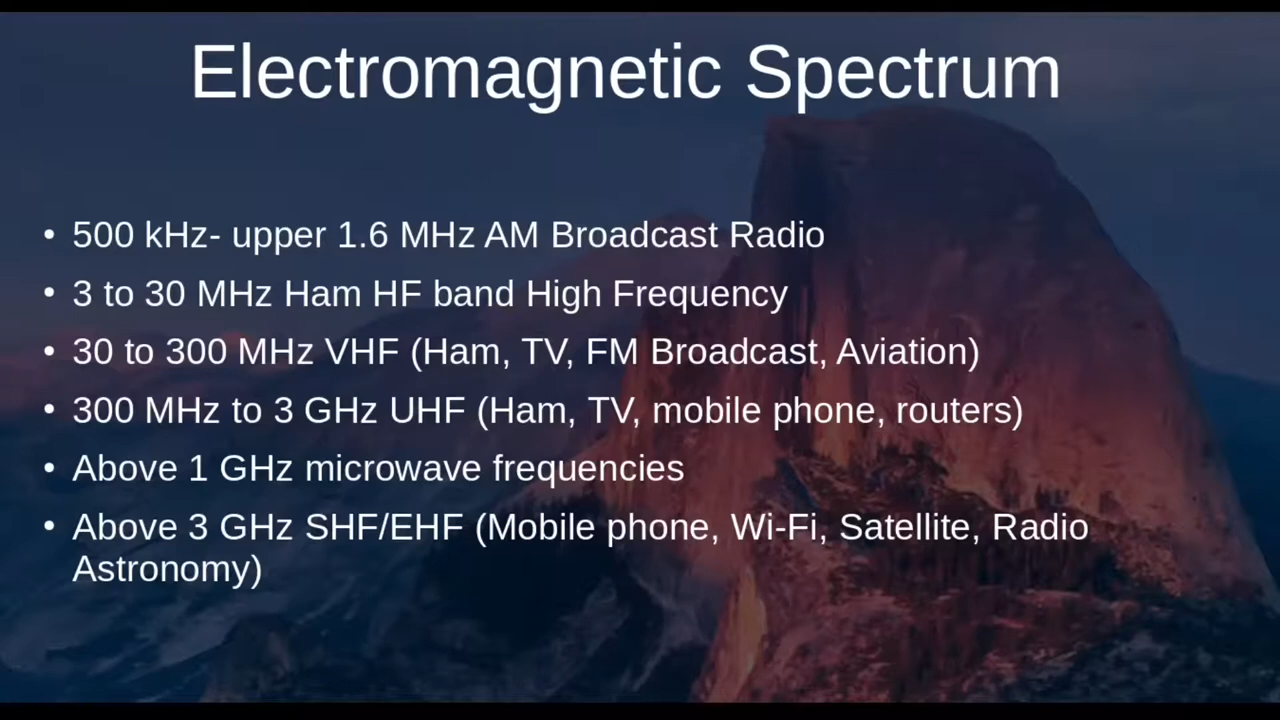 Electromagnetic Spectrum
• 500 kHz- upper 1.6 MHz AM Broadcast Radio
• 3 to 30 MHz Ham HF band High Frequency
• 30 to 300 MHz VHF (Ham, TV, FM Broadcast, Aviation)
• 300 MHz to 3 GHz UHF (Ham, TV, mobile phone, routers)
• Above 1 GHz microwave frequencies
• Above 3 GHz SHF/EHF (Mobile phone, Wi-Fi, Satellite, Radio
Astronomy)